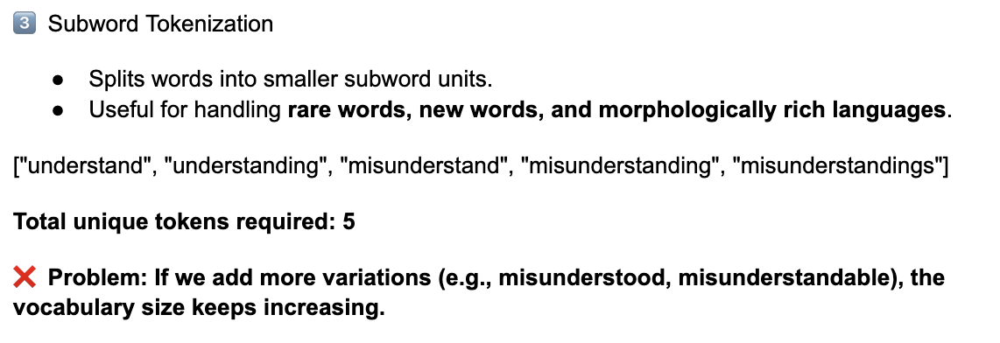 3️⃣ Subword Tokenization
● Splits words into smaller subword units.
● Useful for handling rare words, new words, and morphologically rich languages.
["understand", "understanding", "misunderstand", "misunderstanding", "misunderstandings"]
Total unique tokens required: 5
❌ Problem: If we add more variations (e.g., misunderstood, misunderstandable), the
vocabulary size keeps increasing.